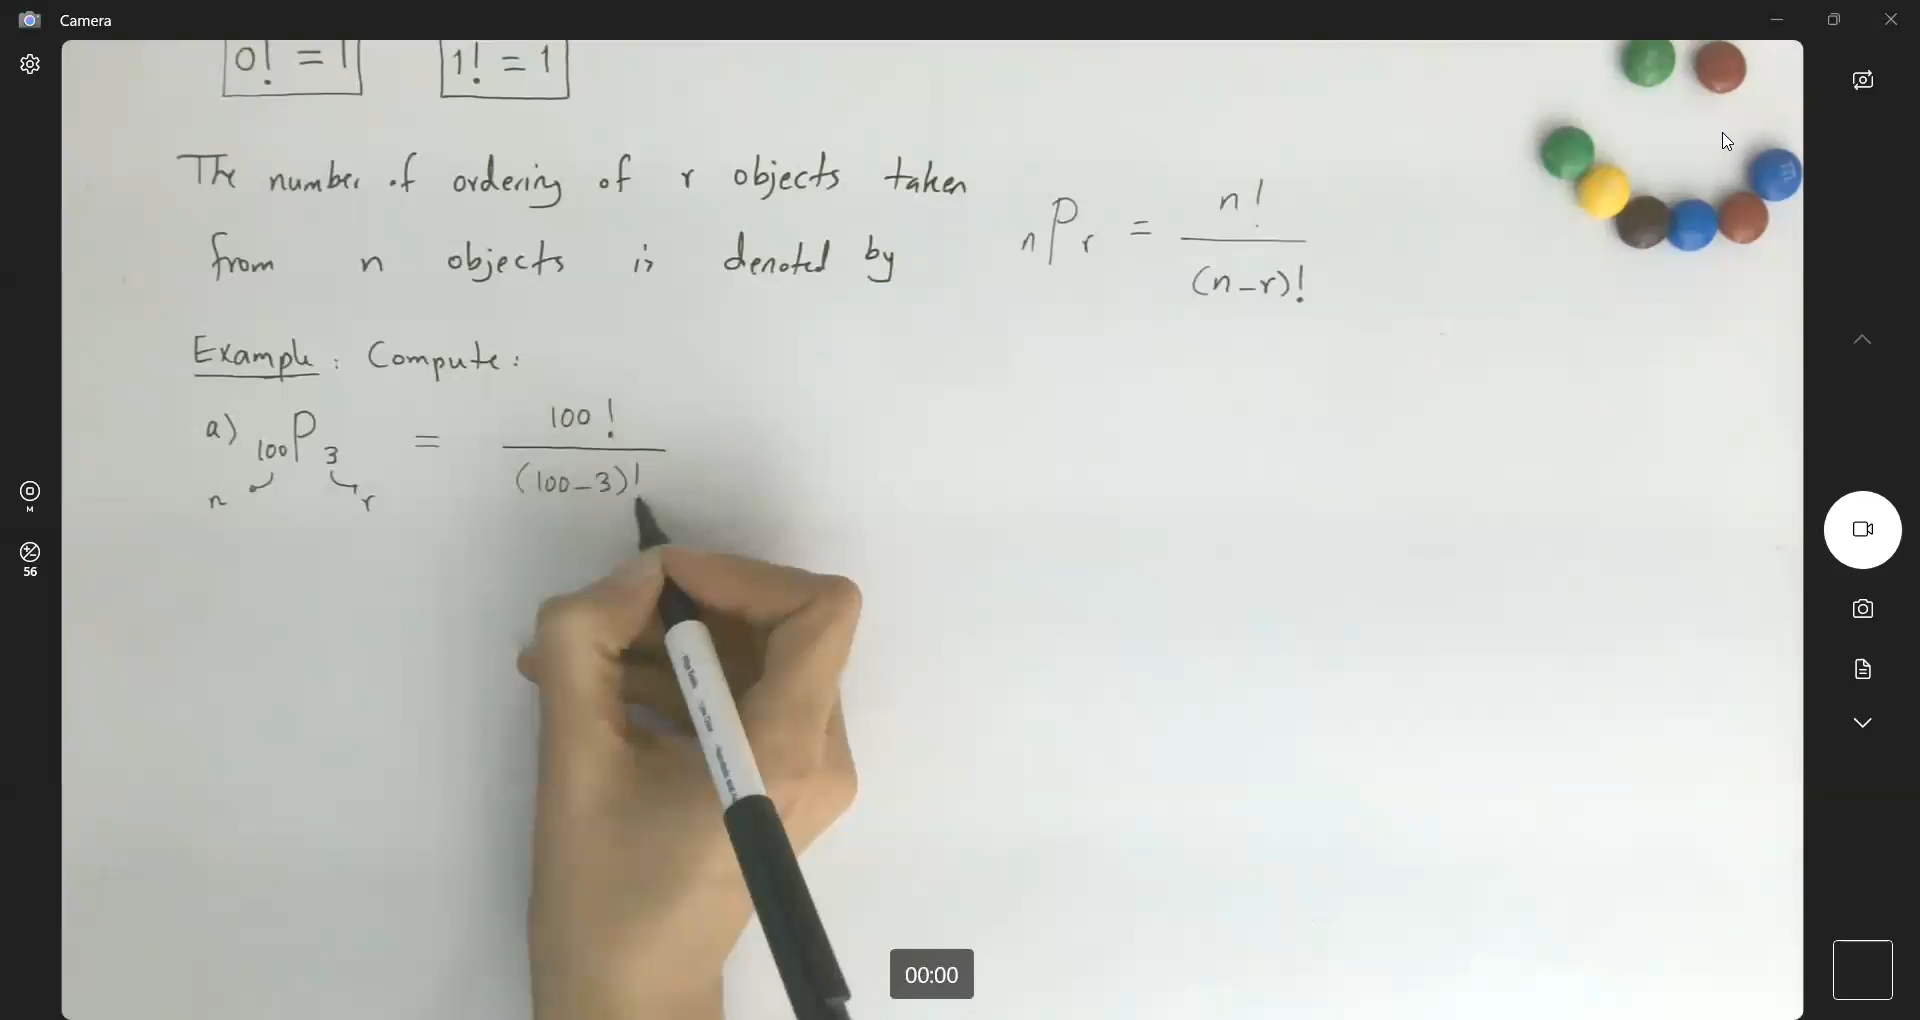 Camera
0! = 1 1! = 1
The number of ordering of r objects taken
from n objects is denoted by
nPr = n! / (n-r)!
Example : Compute :
a) 100P3 = 100! / (100-3)!
n r
M
56
00:00